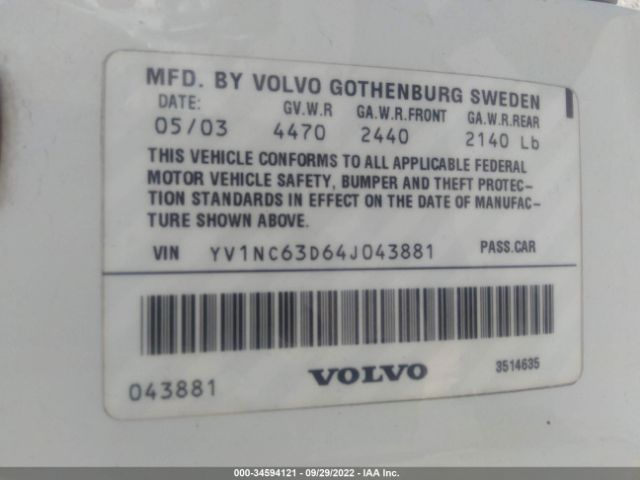 MFD. BY VOLVO GOTHENBURG SWEDEN
DATE: GV.W.R GA.W.R.FRONT GA.W.R.REAR
05/03 4470 2440 2140 Lb
THIS VEHICLE CONFORMS TO ALL APPLICABLE FEDERAL
MOTOR VEHICLE SAFETY, BUMPER AND THEFT PROTEC-
TION STANDARDS IN EFFECT ON THE DATE OF MANUFAC-
TURE SHOWN ABOVE.
VIN YV1NC63D64J043881 PASS.CAR
043881 VOLVO 3514635
000-34594121 - 09/29/2022 - IAA Inc.